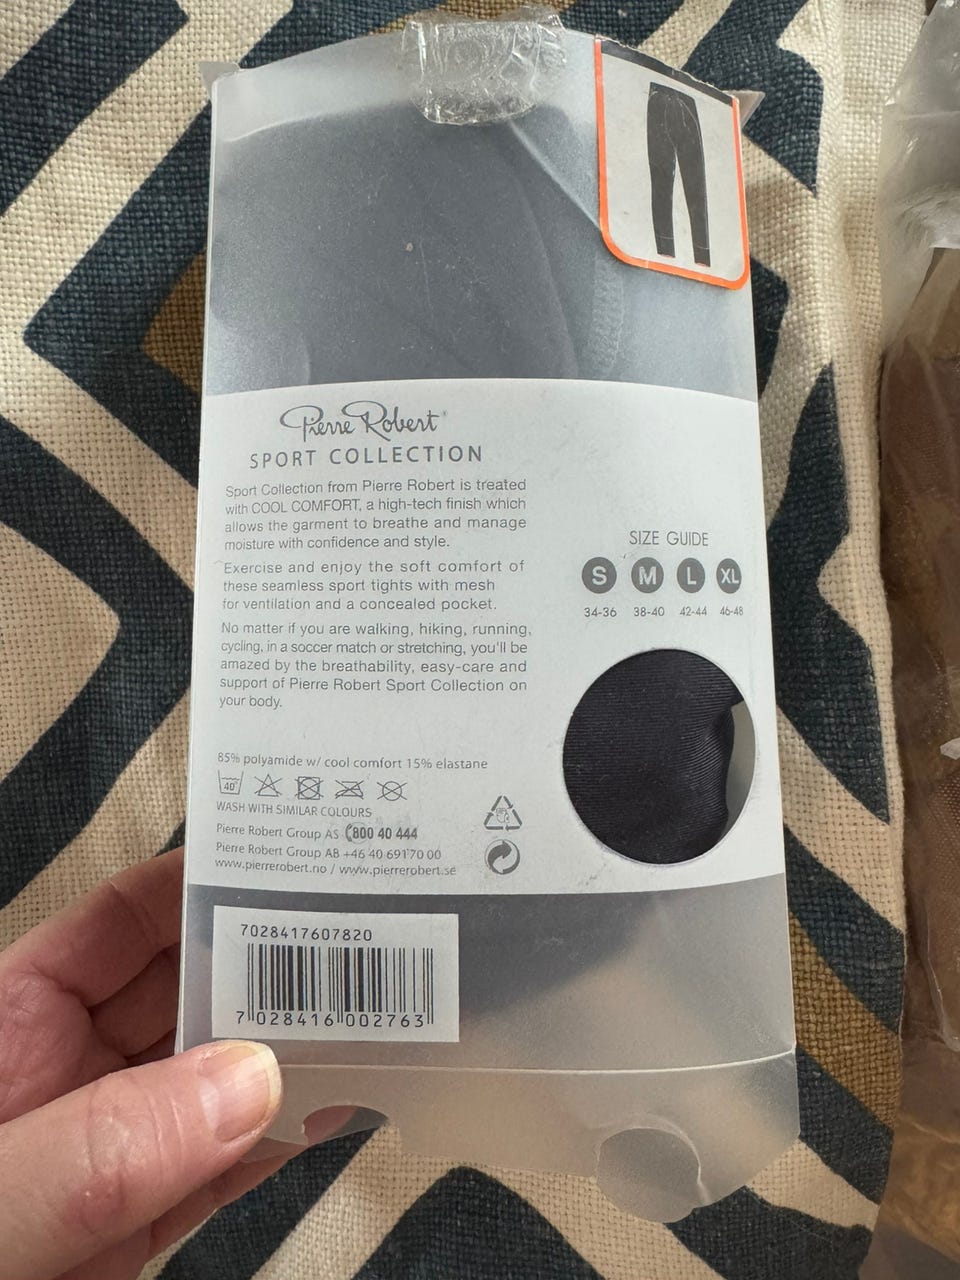 Pierre Robert
SPORT COLLECTION
Sport Collection from Pierre Robert is treated
with COOL COMFORT, a high-tech finish which
allows the garment to breathe and manage
moisture with confidence and style.
Exercise and enjoy the soft comfort of
these seamless sport tights with mesh
for ventilation and a concealed pocket.
No matter if you are walking, hiking, running,
cycling, in a soccer match or stretching, you'll be
amazed by the breathability, easy-care and
support of Pierre Robert Sport Collection on
your body.
SIZE GUIDE
S M L XL
34-36 38-40 42-44 46-48
85% polyamide w/ cool comfort 15% elastane
40°
WASH WITH SIMILAR COLOURS
Pierre Robert Group AS 800 40 444
Pierre Robert Group AB +46 40 69170 00
www.pierrerobert.no / www.pierrerobert.se
7028417607820
7 028416 002763